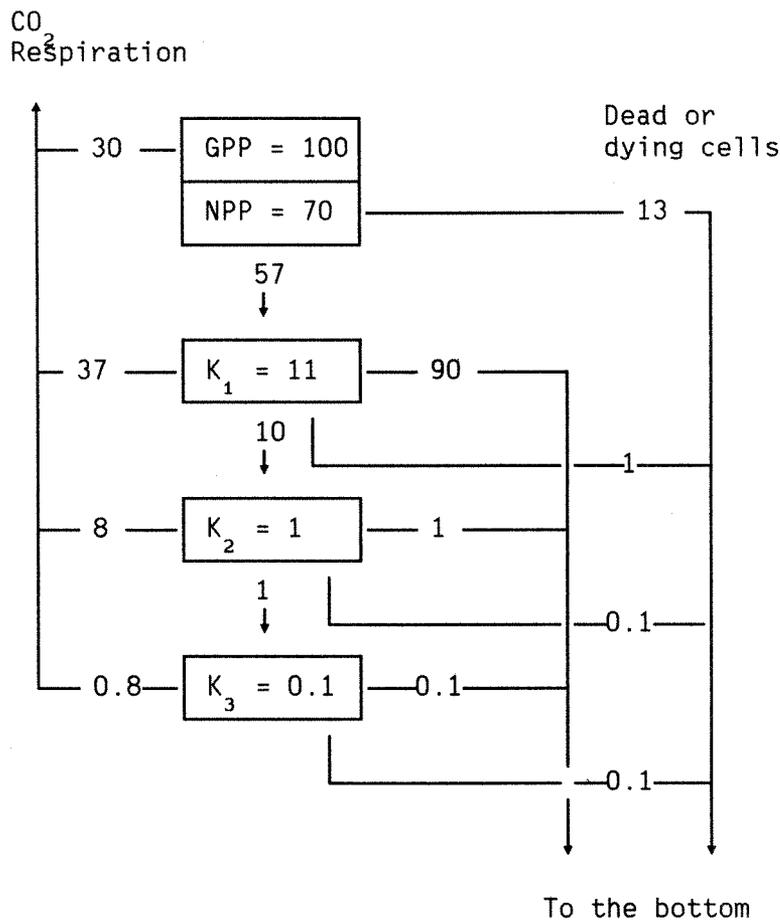 CO2
Respiration
Dead or
dying cells
30
GPP = 100
NPP = 70
13
57
37
K1 = 11
90
10
1
8
K2 = 1
1
1
0.1
0.8
K3 = 0.1
0.1
0.1
To the bottom